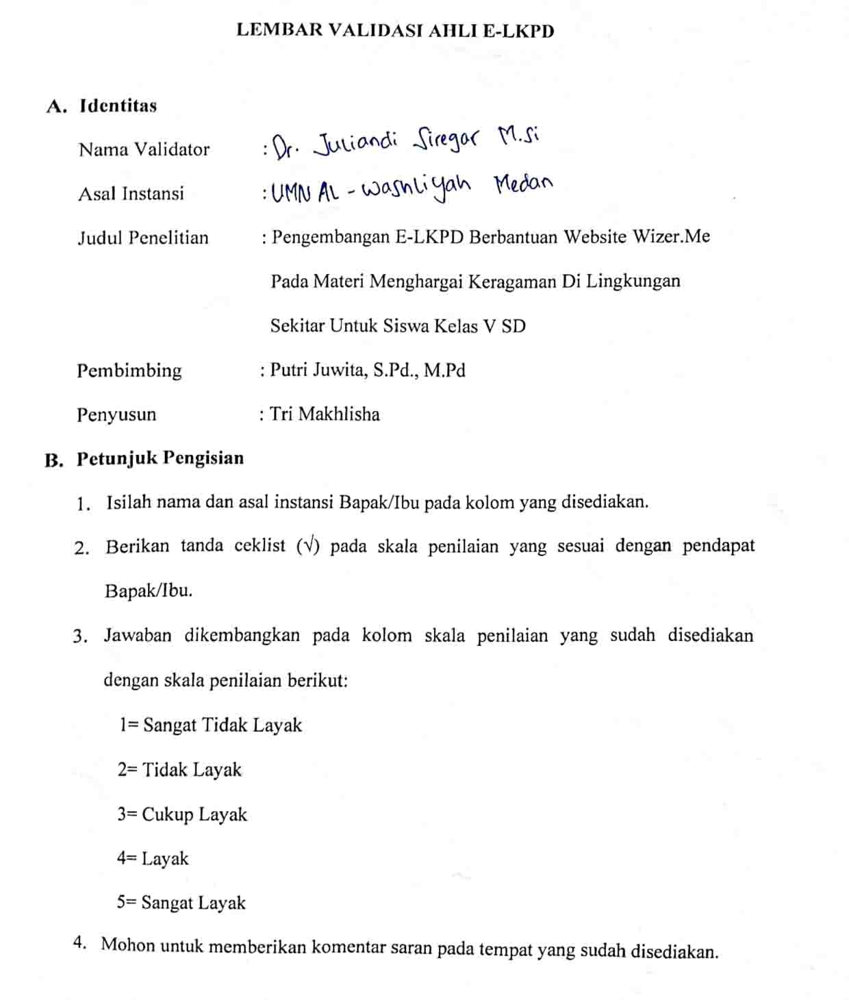 LEMBAR VALIDASI AHLI E-LKPD
A. Identitas
Nama Validator : Dr. Juliandi Siregar M.Si
Asal Instansi : UMN AL - Washliyah Medan
Judul Penelitian : Pengembangan E-LKPD Berbantuan Website Wizer.Me
Pada Materi Menghargai Keragaman Di Lingkungan
Sekitar Untuk Siswa Kelas V SD
Pembimbing : Putri Juwita, S.Pd., M.Pd
Penyusun : Tri Makhlisha
B. Petunjuk Pengisian
1. Isilah nama dan asal instansi Bapak/Ibu pada kolom yang disediakan.
2. Berikan tanda ceklist (√) pada skala penilaian yang sesuai dengan pendapat
Bapak/Ibu.
3. Jawaban dikembangkan pada kolom skala penilaian yang sudah disediakan
dengan skala penilaian berikut:
1= Sangat Tidak Layak
2= Tidak Layak
3= Cukup Layak
4= Layak
5= Sangat Layak
4. Mohon untuk memberikan komentar saran pada tempat yang sudah disediakan.